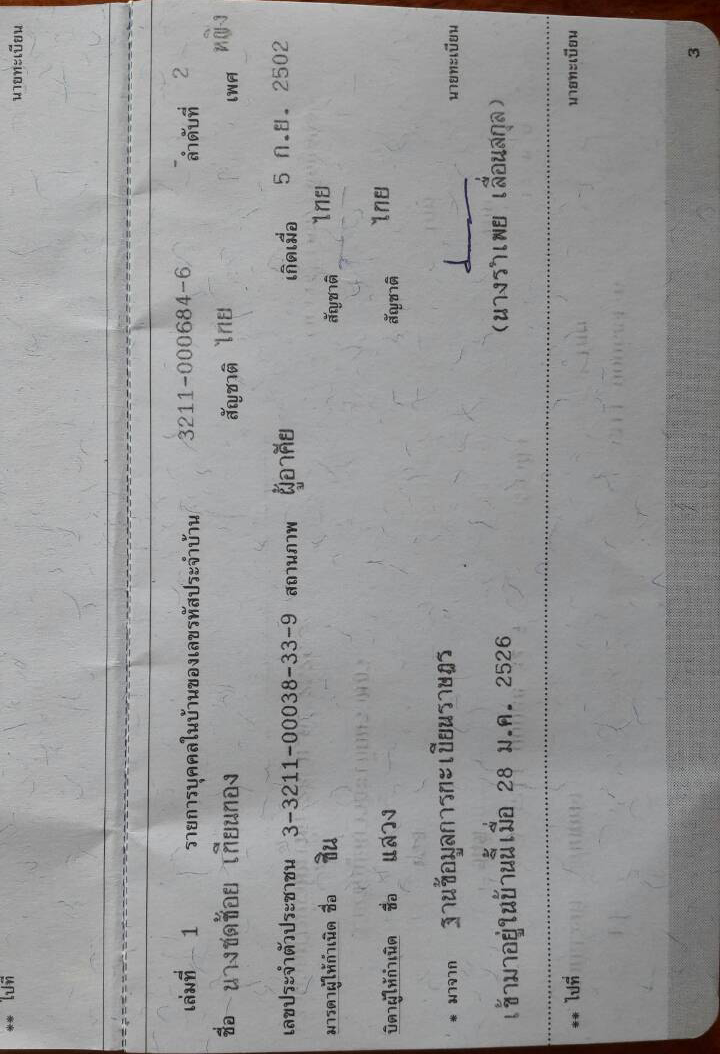 ** ไปที่ นายทะเบียน
เล่มที่ 1 รายการบุคคลในบ้านของเลขรหัสประจำบ้าน 3211-000684-6 ลำดับที่ 2
ชื่อ นางชดช้อย เทียนทอง สัญชาติ ไทย เพศ หญิง
เลขประจำตัวประชาชน 3-3211-00038-33-9 สถานภาพ ผู้อาศัย เกิดเมื่อ 5 ก.ย. 2502
มารดาผู้ให้กำเนิด ชื่อ ชิน สัญชาติ ไทย
บิดาผู้ให้กำเนิด ชื่อ แสวง สัญชาติ ไทย
* มาจาก ฐานข้อมูลการทะเบียนราษฎร นายทะเบียน
เข้ามาอยู่ในบ้านนี้เมื่อ 28 ม.ค. 2526 (นางรำเพย เลื่อนสกุล)
** ไปที่ นายทะเบียน
3